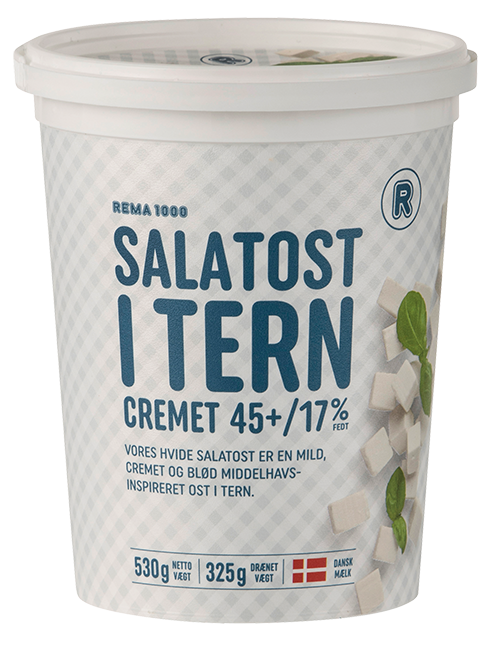 R
R
REMA 1000
SALATOST
I TERN
CREMET 45+/17% FEDT
VORES HVIDE SALATOST ER EN MILD,
CREMET OG BLØD MIDDELHAVS-
INSPIRERET OST I TERN.
530g NETTO VÆGT 325g DRÆNET VÆGT DANSK MÆLK